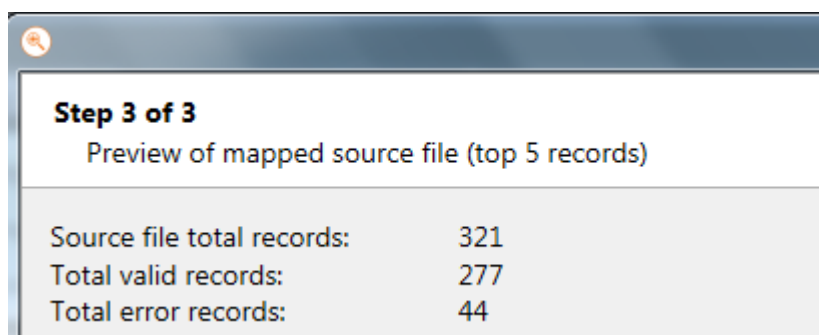 Step 3 of 3
Preview of mapped source file (top 5 records)
Source file total records: 321
Total valid records: 277
Total error records: 44